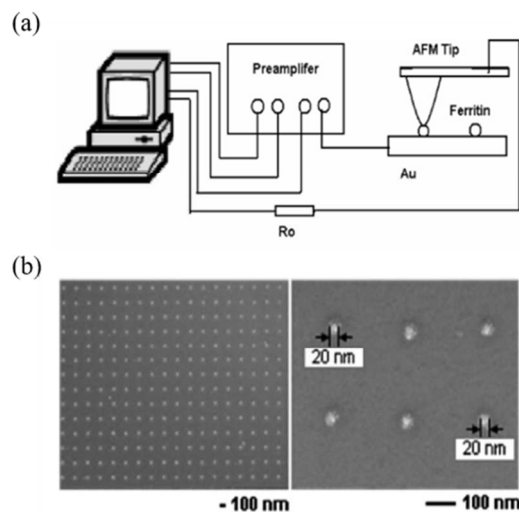 (a)
AFM Tip
Preamplifer
Ferritin
Au
Ro
(b)
20 nm
20 nm
- 100 nm
100 nm